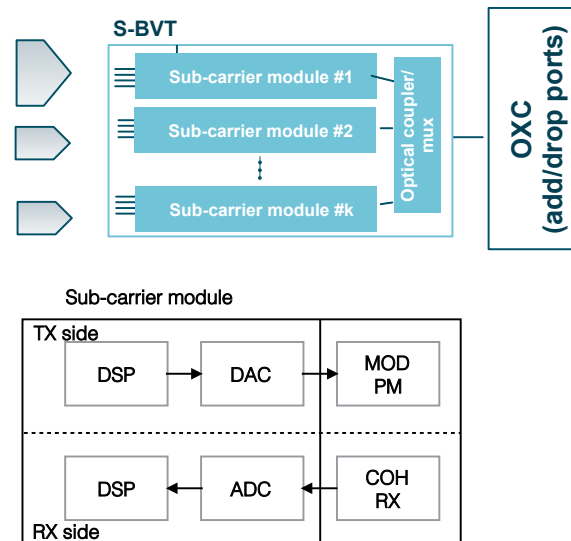 S-BVT
Sub-carrier module #1
Sub-carrier module #2
Sub-carrier module #k
Optical coupler/
mux
OXC
(add/drop ports)
Sub-carrier module
TX side
DSP
DAC
MOD
PM
DSP
ADC
COH
RX
RX side